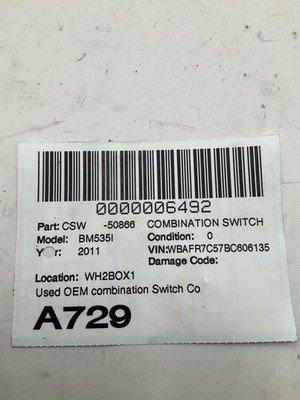 0000006492
Part: CSW -50866 COMBINATION SWITCH
Model: BM535I Condition: 0
Year: 2011 VIN:WBAFR7C57BC606135
Damage Code:
Location: WH2BOX1
Used OEM combination Switch Co
A729